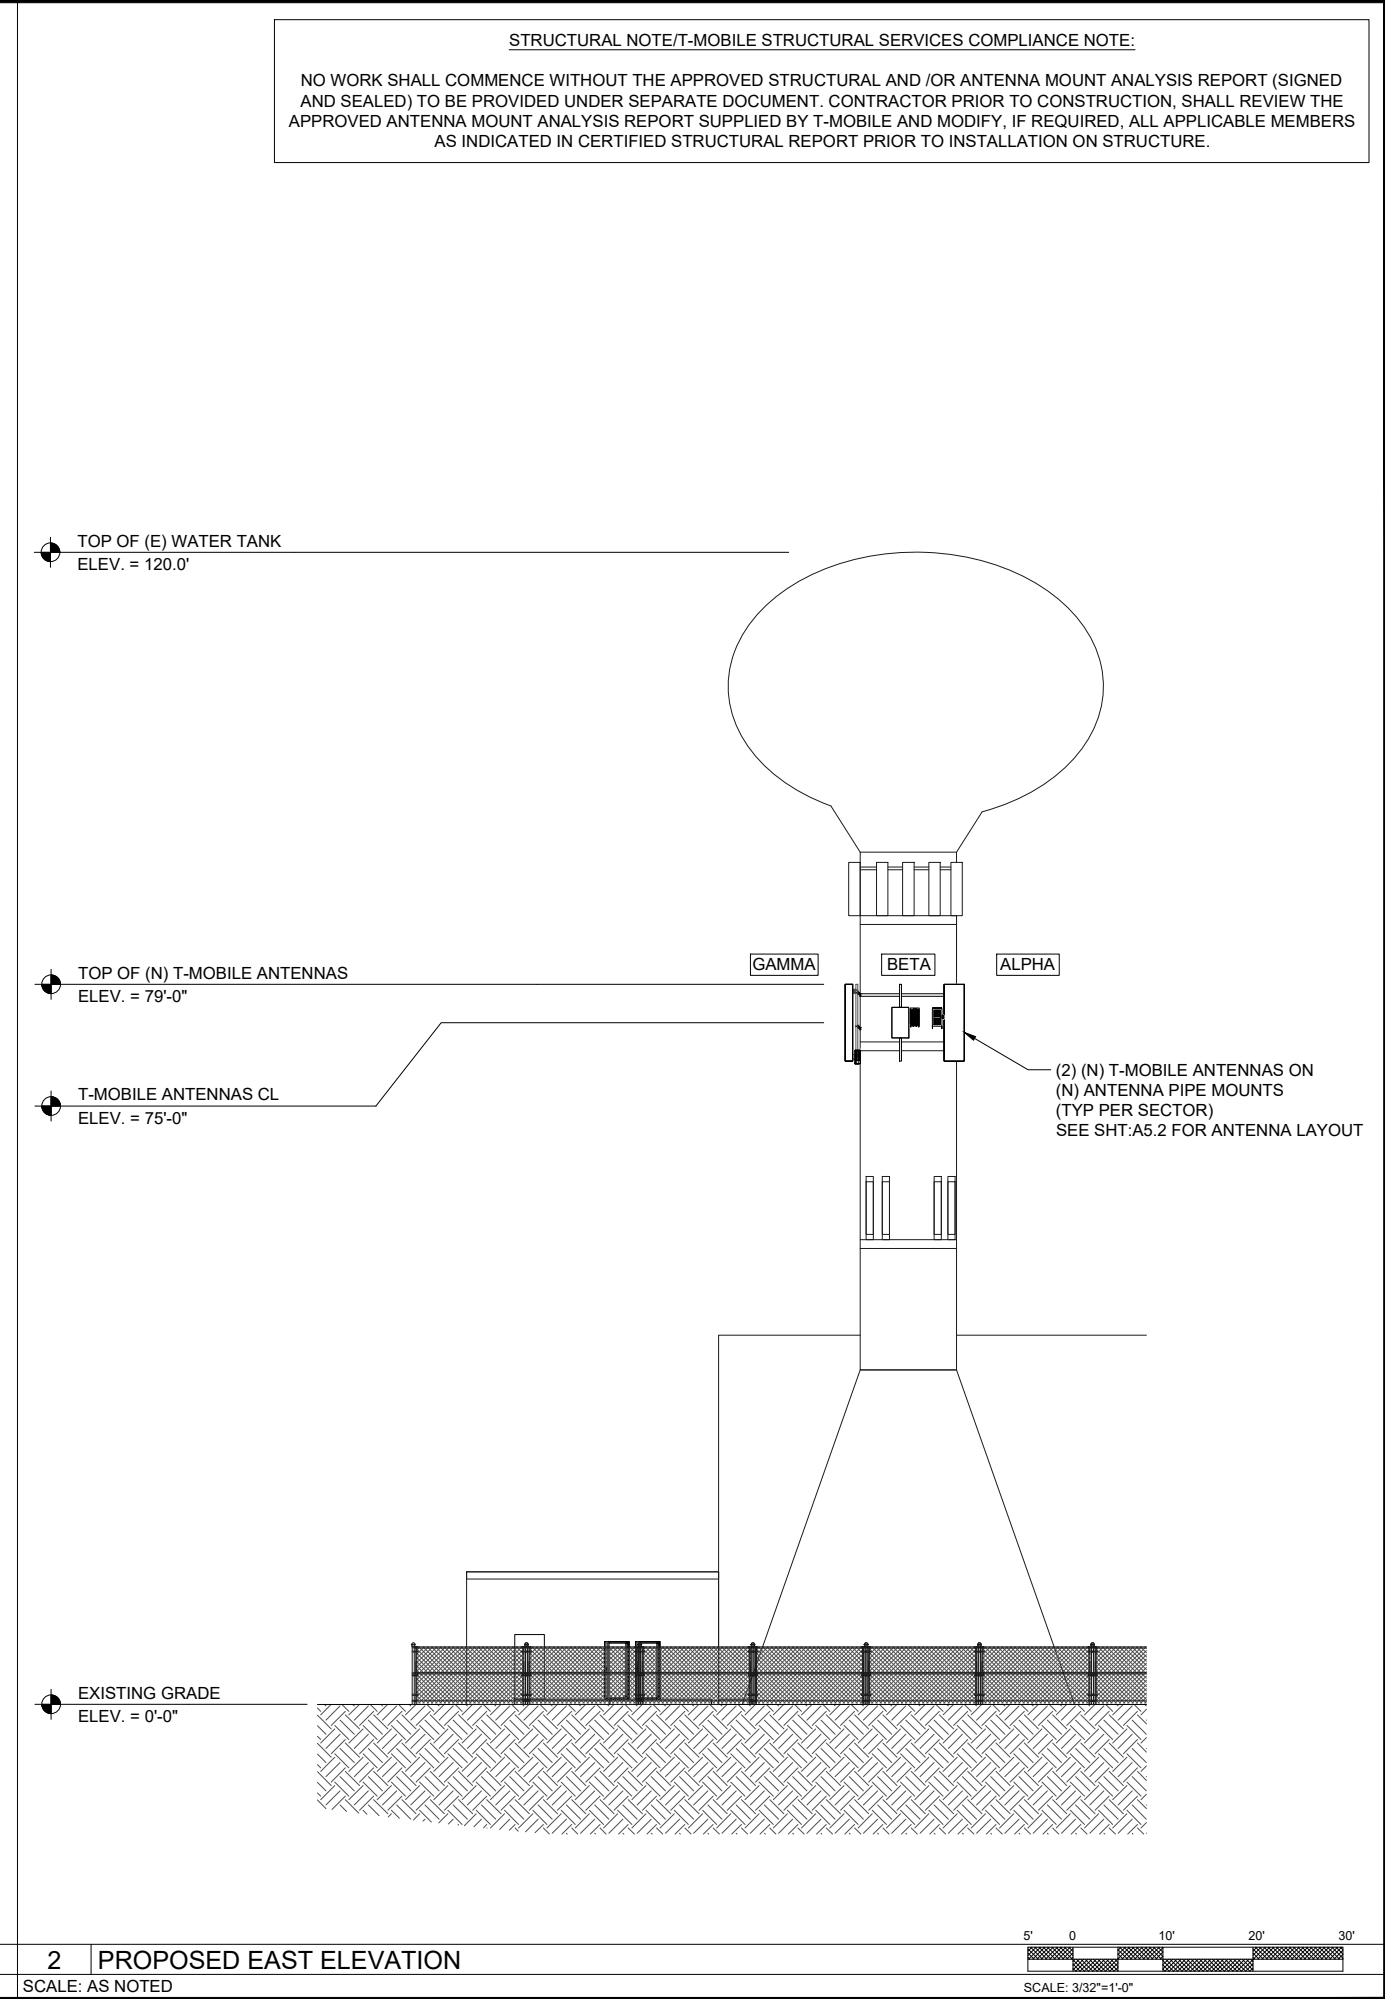 STRUCTURAL NOTE/T-MOBILE STRUCTURAL SERVICES COMPLIANCE NOTE:
NO WORK SHALL COMMENCE WITHOUT THE APPROVED STRUCTURAL AND /OR ANTENNA MOUNT ANALYSIS REPORT (SIGNED
AND SEALED) TO BE PROVIDED UNDER SEPARATE DOCUMENT. CONTRACTOR PRIOR TO CONSTRUCTION, SHALL REVIEW THE
APPROVED ANTENNA MOUNT ANALYSIS REPORT SUPPLIED BY T-MOBILE AND MODIFY, IF REQUIRED, ALL APPLICABLE MEMBERS
AS INDICATED IN CERTIFIED STRUCTURAL REPORT PRIOR TO INSTALLATION ON STRUCTURE.
TOP OF (E) WATER TANK
ELEV. = 120.0'
GAMMA
BETA
ALPHA
TOP OF (N) T-MOBILE ANTENNAS
ELEV. = 79'-0"
T-MOBILE ANTENNAS CL
ELEV. = 75'-0"
(2) (N) T-MOBILE ANTENNAS ON
(N) ANTENNA PIPE MOUNTS
(TYP PER SECTOR)
SEE SHT:A5.2 FOR ANTENNA LAYOUT
EXISTING GRADE
ELEV. = 0'-0"
2 PROPOSED EAST ELEVATION
SCALE: AS NOTED
5' 0 10' 20' 30'
SCALE: 3/32"=1'-0"